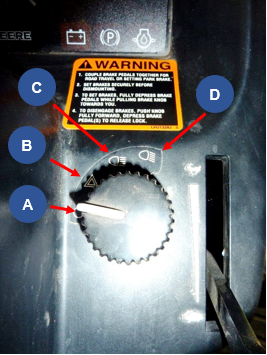 EERE
P
WARNING
1. COUPLE BRAKE PEDALS TOGETHER FOR
ROAD TRAVEL OR SETTING PARK BRAKE.
2. SET BRAKES SECURELY BEFORE
DISMOUNTING.
3. TO SET BRAKES, FULLY DEPRESS BRAKE
PEDALS WHILE PULLING BRAKE KNOB
TOWARDS YOU.
4. TO DISENGAGE BRAKES, PUSH KNOB
FULLY FORWARD, DEPRESS BRAKE
PEDALS TO RELEASE LOCK.
C
D
B
A